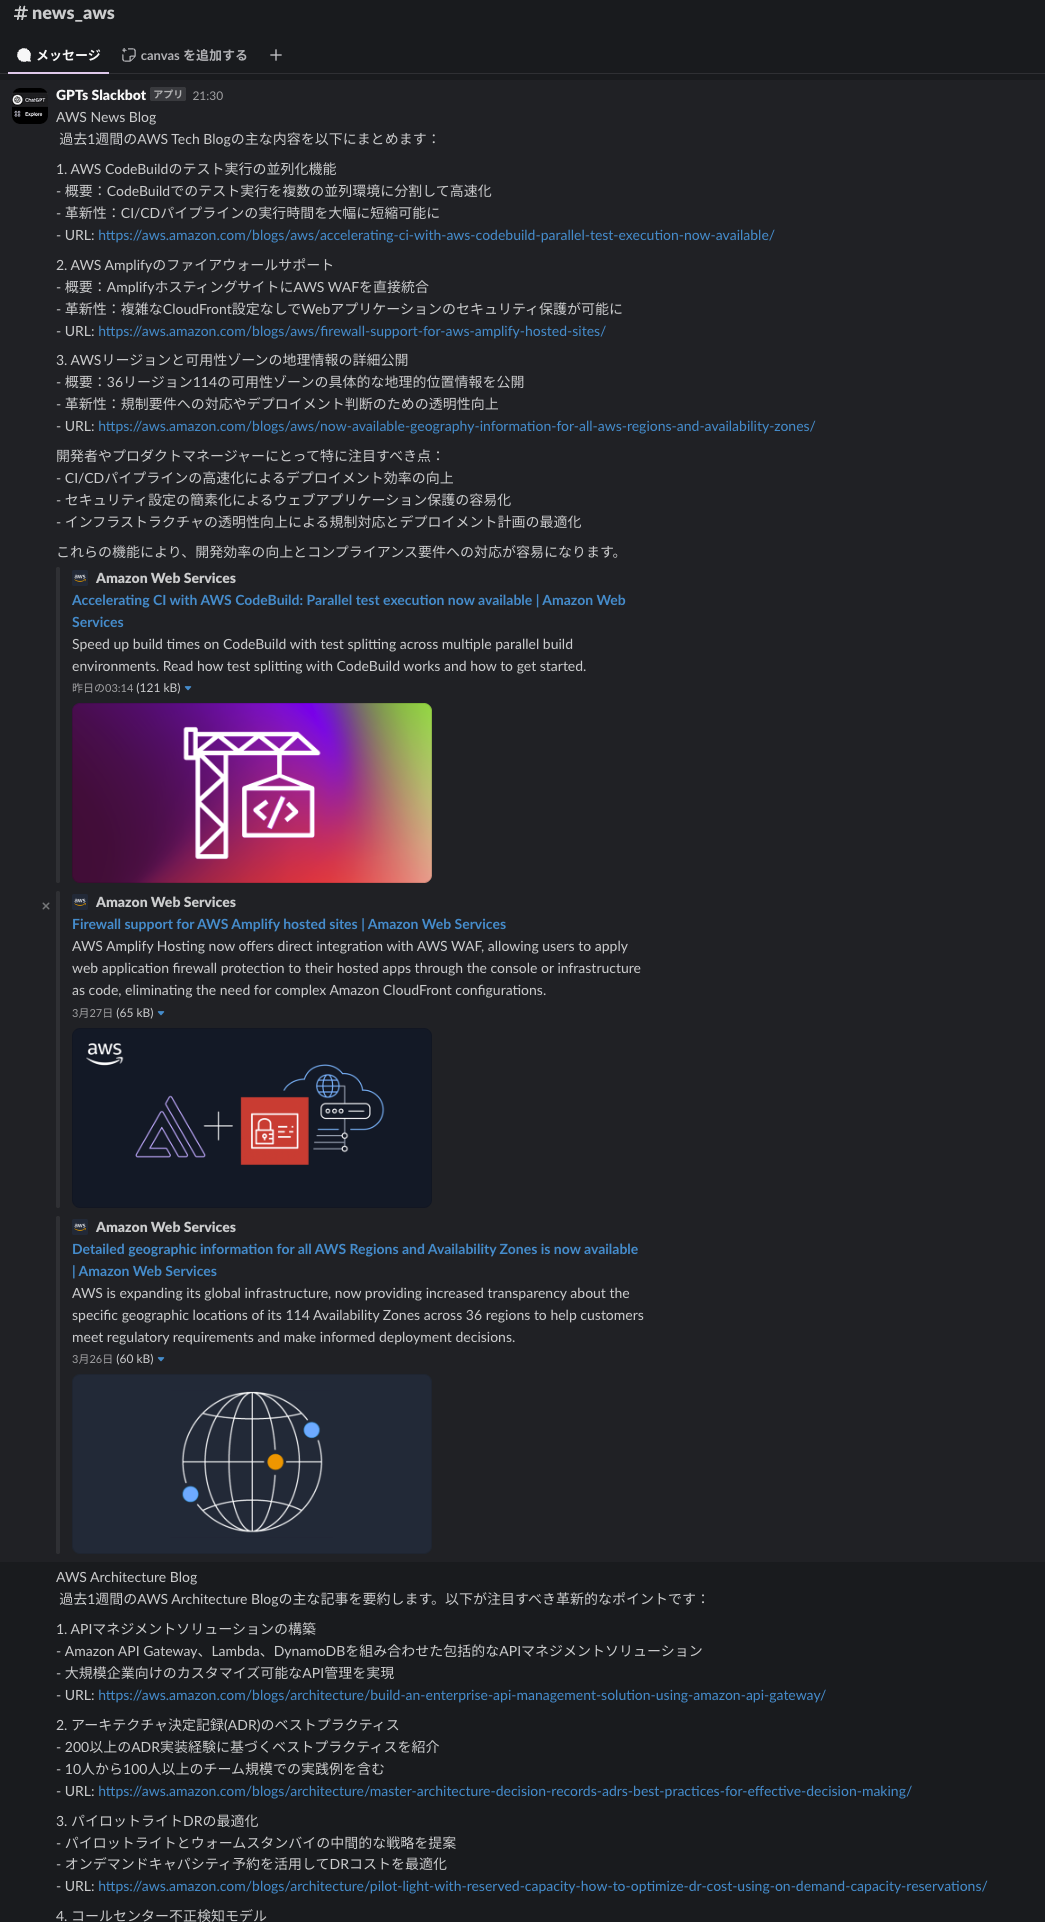 # news_aws
メッセージ canvas を追加する +
GPTs Slackbot アプリ 21:30
ChatGPT
Explore
AWS News Blog
過去1週間のAWS Tech Blogの主な内容を以下にまとめます：
1. AWS CodeBuildのテスト実行の並列化機能
- 概要：CodeBuildでのテスト実行を複数の並列環境に分割して高速化
- 革新性：CI/CDパイプラインの実行時間を大幅に短縮可能に
- URL: https://aws.amazon.com/blogs/aws/accelerating-ci-with-aws-codebuild-parallel-test-execution-now-available/
2. AWS Amplifyのファイアウォールサポート
- 概要：AmplifyホスティングサイトにAWS WAFを直接統合
- 革新性：複雑なCloudFront設定なしでWebアプリケーションのセキュリティ保護が可能に
- URL: https://aws.amazon.com/blogs/aws/firewall-support-for-aws-amplify-hosted-sites/
3. AWSリージョンと可用性ゾーンの地理情報の詳細公開
- 概要：36リージョン114の可用性ゾーンの具体的な地理的位置情報を公開
- 革新性：規制要件への対応やデプロイメント判断のための透明性向上
- URL: https://aws.amazon.com/blogs/aws/now-available-geography-information-for-all-aws-regions-and-availability-zones/
開発者やプロダクトマネージャーにとって特に注目すべき点：
- CI/CDパイプラインの高速化によるデプロイメント効率の向上
- セキュリティ設定の簡素化によるウェブアプリケーション保護の容易化
- インフラストラクチャの透明性向上による規制対応とデプロイメント計画の最適化
これらの機能により、開発効率の向上とコンプライアンス要件への対応が容易になります。
aws Amazon Web Services
Accelerating CI with AWS CodeBuild: Parallel test execution now available | Amazon Web
Services
Speed up build times on CodeBuild with test splitting across multiple parallel build
environments. Read how test splitting with CodeBuild works and how to get started.
昨日の03:14 (121 kB)
</>
aws Amazon Web Services
Firewall support for AWS Amplify hosted sites | Amazon Web Services
AWS Amplify Hosting now offers direct integration with AWS WAF, allowing users to apply
web application firewall protection to their hosted apps through the console or infrastructure
as code, eliminating the need for complex Amazon CloudFront configurations.
3月27日 (65 kB)
aws
aws Amazon Web Services
Detailed geographic information for all AWS Regions and Availability Zones is now available
| Amazon Web Services
AWS is expanding its global infrastructure, now providing increased transparency about the
specific geographic locations of its 114 Availability Zones across 36 regions to help customers
meet regulatory requirements and make informed deployment decisions.
3月26日 (60 kB)
AWS Architecture Blog
過去1週間のAWS Architecture Blogの主な記事を要約します。以下が注目すべき革新的なポイントです：
1. APIマネジメントソリューションの構築
- Amazon API Gateway、Lambda、DynamoDBを組み合わせた包括的なAPIマネジメントソリューション
- 大規模企業向けのカスタマイズ可能なAPI管理を実現
- URL: https://aws.amazon.com/blogs/architecture/build-an-enterprise-api-management-solution-using-amazon-api-gateway/
2. アーキテクチャ決定記録(ADR)のベストプラクティス
- 200以上のADR実装経験に基づくベストプラクティスを紹介
- 10人から100人以上のチーム規模での実践例を含む
- URL: https://aws.amazon.com/blogs/architecture/master-architecture-decision-records-adrs-best-practices-for-effective-decision-making/
3. パイロットライトDRの最適化
- パイロットライトとウォームスタンバイの中間的な戦略を提案
- オンデマンドキャパシティ予約を活用してDRコストを最適化
- URL: https://aws.amazon.com/blogs/architecture/pilot-light-with-reserved-capacity-how-to-optimize-dr-cost-using-on-demand-capacity-reservations/
4. コールセンター不正検知モデル